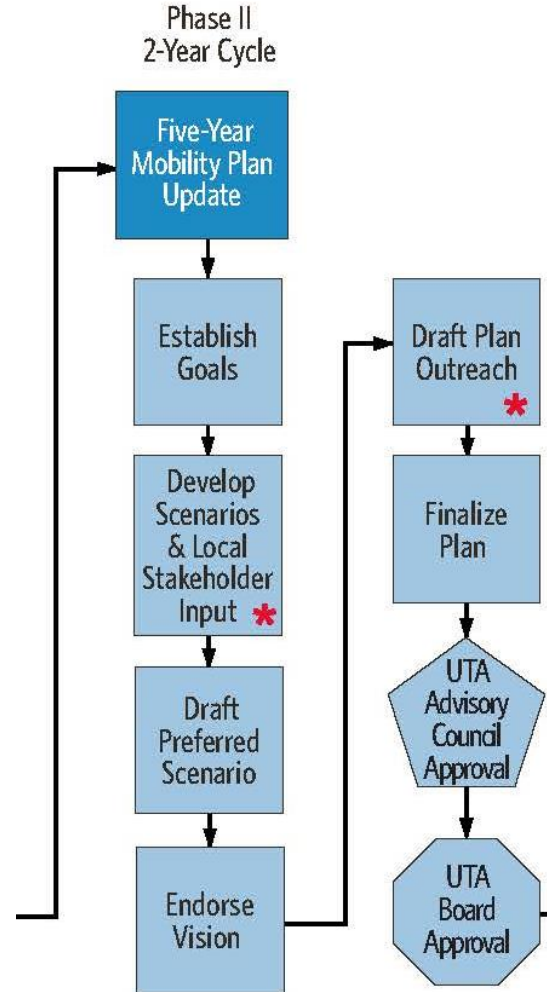 Phase II
2-Year Cycle
Five-Year
Mobility Plan
Update
Establish
Goals
Develop
Scenarios
& Local
Stakeholder
Input *
Draft
Preferred
Scenario
Endorse
Vision
Draft Plan
Outreach
*
Finalize
Plan
UTA
Advisory
Council
Approval
UTA
Board
Approval